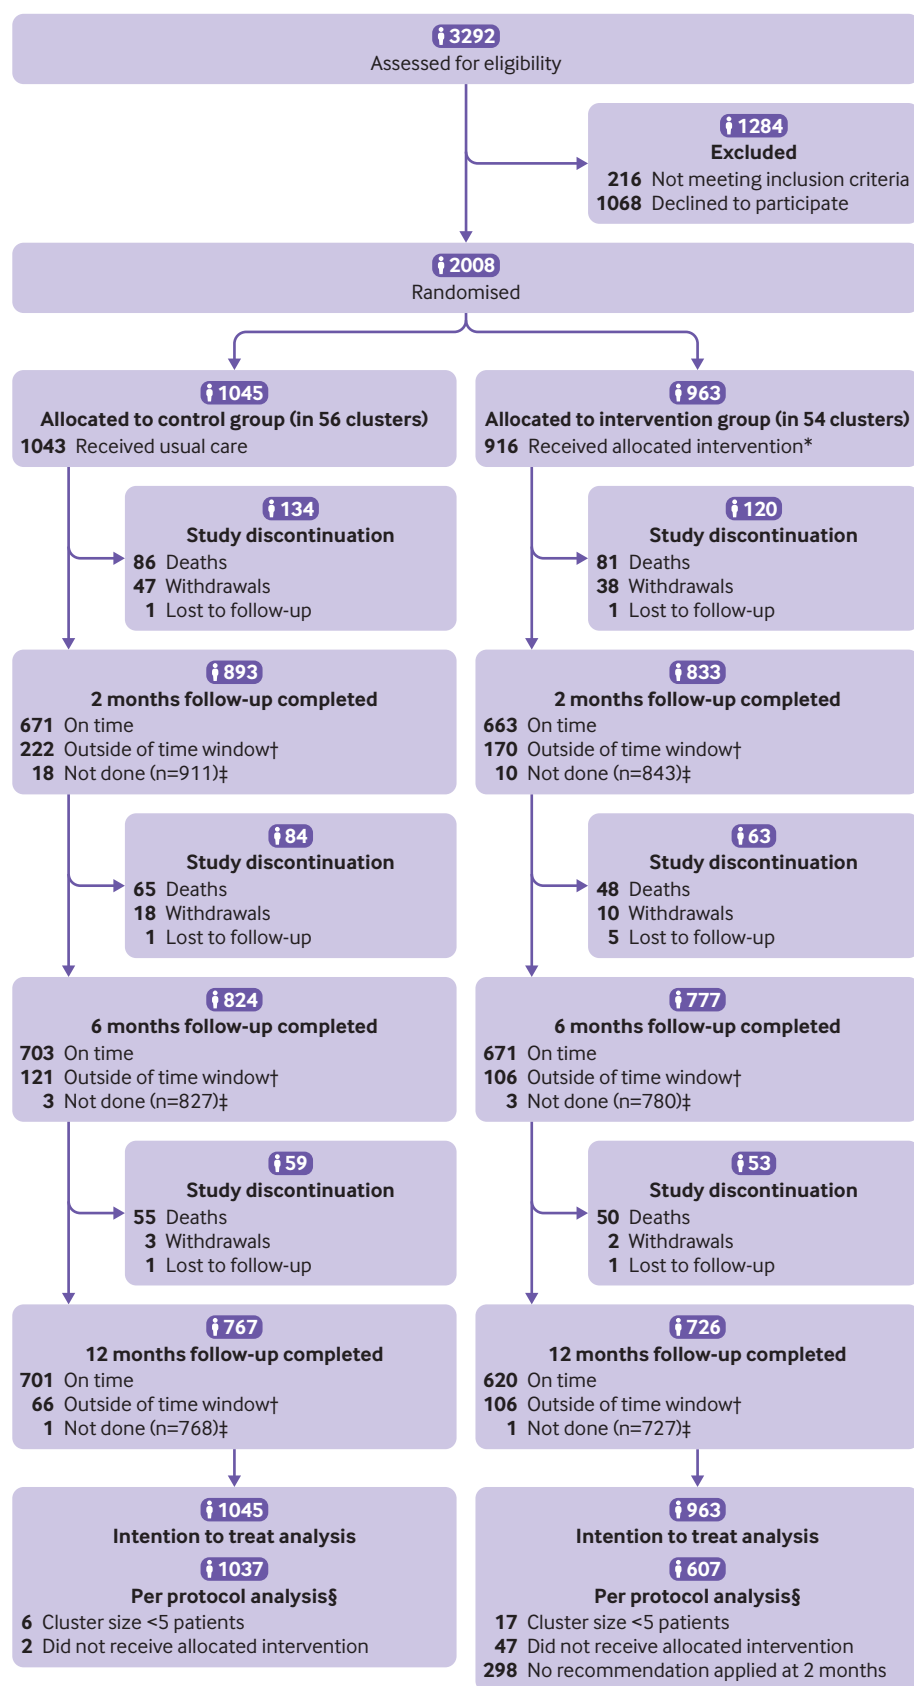 3292
Assessed for eligibility
1284
Excluded
216 Not meeting inclusion criteria
1068 Declined to participate
2008
Randomised
1045
Allocated to control group (in 56 clusters)
1043 Received usual care
963
Allocated to intervention group (in 54 clusters)
916 Received allocated intervention*
134
Study discontinuation
86 Deaths
47 Withdrawals
1 Lost to follow-up
120
Study discontinuation
81 Deaths
38 Withdrawals
1 Lost to follow-up
893
2 months follow-up completed
671 On time
222 Outside of time window†
18 Not done (n=911)‡
833
2 months follow-up completed
663 On time
170 Outside of time window†
10 Not done (n=843)‡
84
Study discontinuation
65 Deaths
18 Withdrawals
1 Lost to follow-up
63
Study discontinuation
48 Deaths
10 Withdrawals
5 Lost to follow-up
824
6 months follow-up completed
703 On time
121 Outside of time window†
3 Not done (n=827)‡
777
6 months follow-up completed
671 On time
106 Outside of time window†
3 Not done (n=780)‡
59
Study discontinuation
55 Deaths
3 Withdrawals
1 Lost to follow-up
53
Study discontinuation
50 Deaths
2 Withdrawals
1 Lost to follow-up
767
12 months follow-up completed
701 On time
66 Outside of time window†
1 Not done (n=768)‡
726
12 months follow-up completed
620 On time
106 Outside of time window†
1 Not done (n=727)‡
1045
Intention to treat analysis
1037
Per protocol analysis§
6 Cluster size <5 patients
2 Did not receive allocated intervention
963
Intention to treat analysis
607
Per protocol analysis§
17 Cluster size <5 patients
47 Did not receive allocated intervention
298 No recommendation applied at 2 months